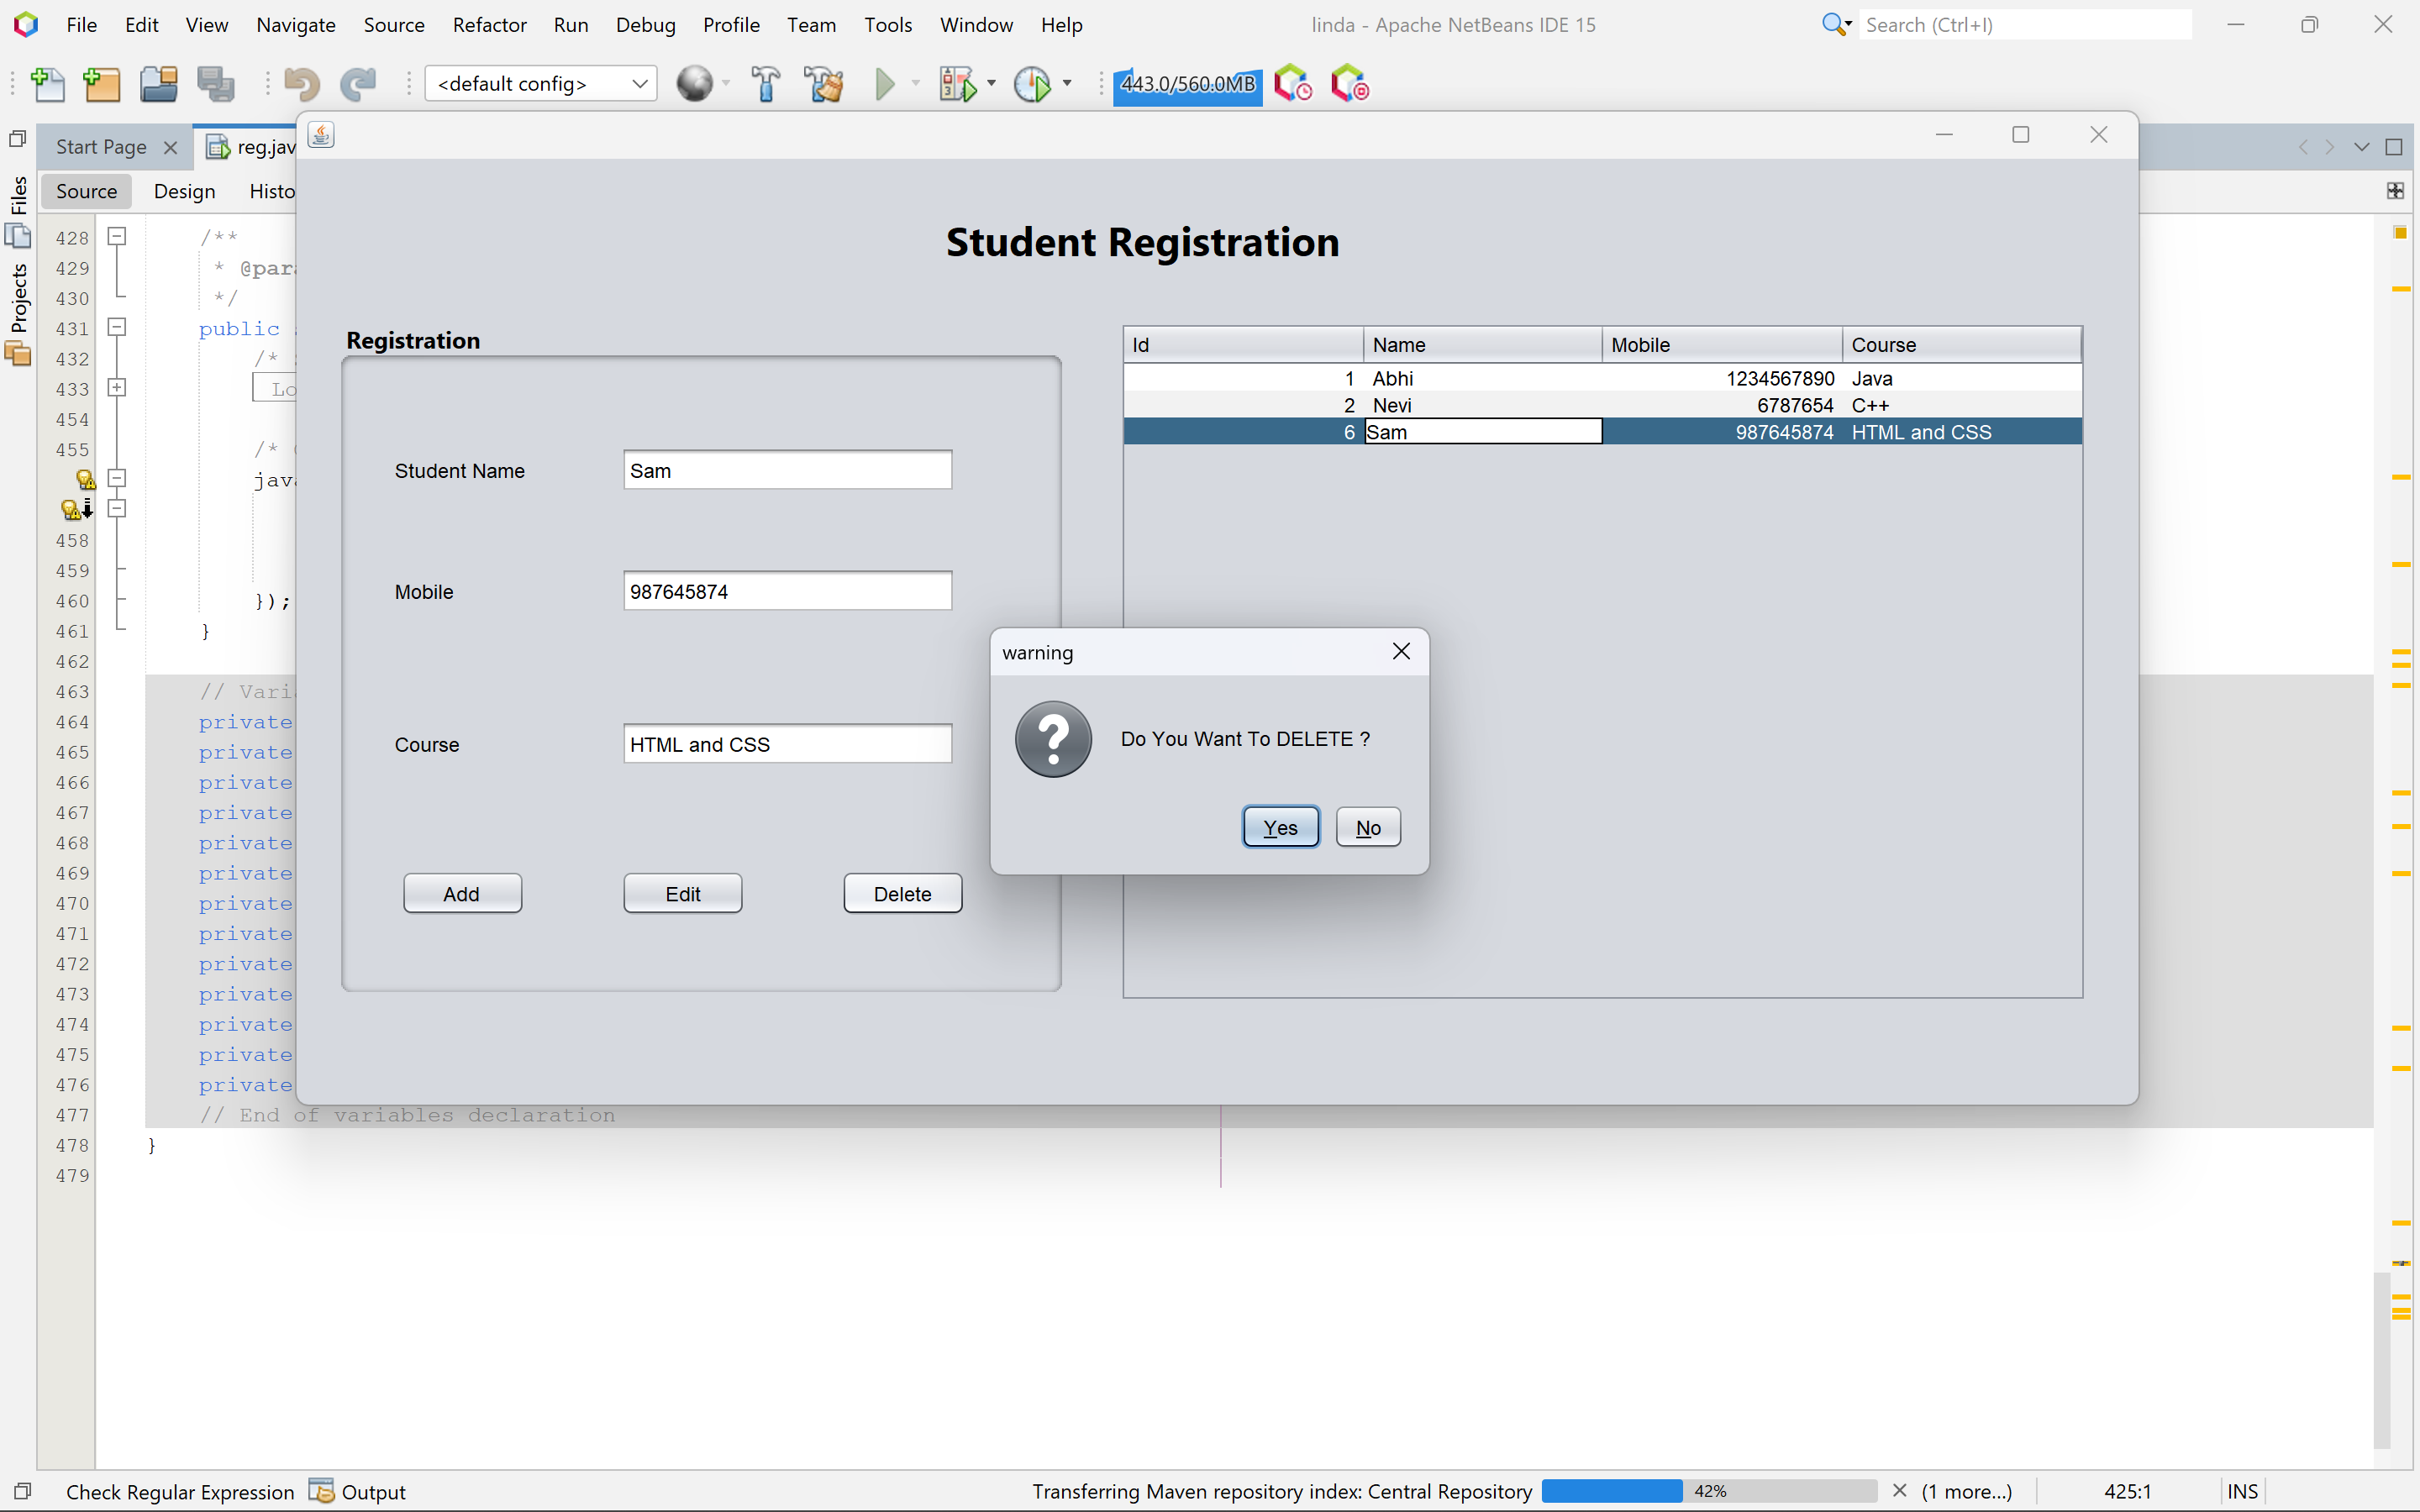 File Edit View Navigate Source Refactor Run Debug Profile Team Tools Window Help
linda - Apache NetBeans IDE 15
Search (Ctrl+I)
<default config>
443.0/560.0MB
Start Page
reg.jav
Source Design Histo
Files
Projects
428 /**
429 * @para
430 */
431 public s
432 /*
433 Lo
454
455 /*
java
458
459
460 });
461 }
462
463 // Vari
464 private
465 private
466 private
467 private
468 private
469 private
470 private
471 private
472 private
473 private
474 private
475 private
476 private
477 // End of variables declaration
478 }
479
Student Registration
Registration
Student Name Sam
Mobile 987645874
Course HTML and CSS
Add Edit Delete
Id Name Mobile Course
1 Abhi 1234567890 Java
2 Nevi 6787654 C++
6 Sam 987645874 HTML and CSS
warning
Do You Want To DELETE ?
Yes No
Check Regular Expression Output
Transferring Maven repository index: Central Repository 42% (1 more...) 425:1 INS